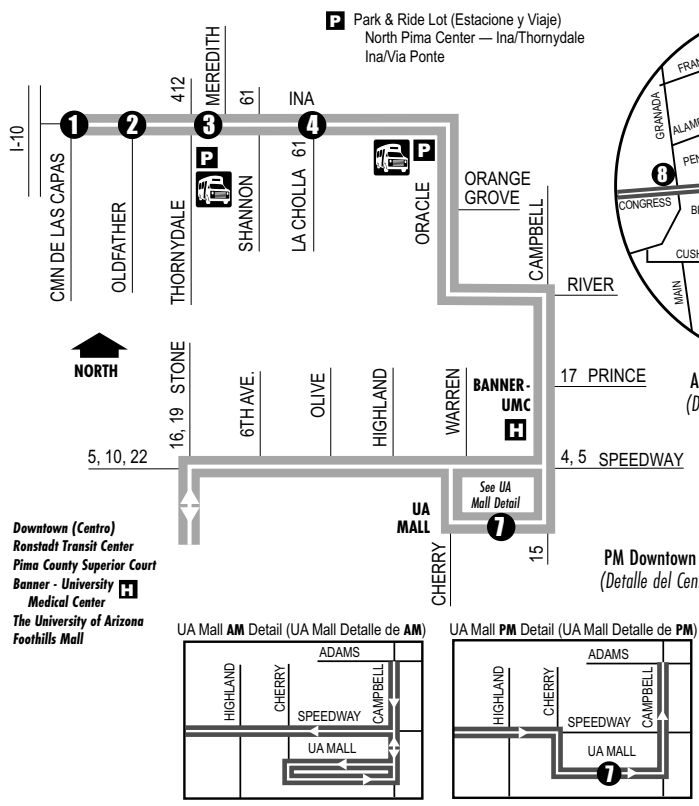 P Park & Ride Lot (Estacione y Viaje)
North Pima Center — Ina/Thornydale
Ina/Via Ponte
I-10
1
2
3
4
412
MEREDITH
61
INA
CMN DE LAS CAPAS
OLDFATHER
THORNYDALE
P
SHANNON
LA CHOLLA 61
P
ORACLE
ORANGE
GROVE
CAMPBELL
RIVER
GRANADA
8
CONGRESS
MAIN
NORTH
16, 19 STONE
6TH AVE.
OLIVE
HIGHLAND
WARREN
BANNER-
UMC
H
17 PRINCE
5, 10, 22
4, 5 SPEEDWAY
See UA
Mall Detail
UA
MALL
7
CHERRY
15
Downtown (Centro)
Ronstadt Transit Center
Pima County Superior Court
Banner - University H
Medical Center
The University of Arizona
Foothills Mall
PM Downtown
(Detalle del
UA Mall AM Detail (UA Mall Detalle de AM)
ADAMS
HIGHLAND
CHERRY
CAMPBELL
SPEEDWAY
UA MALL
UA Mall PM Detail (UA Mall Detalle de PM)
ADAMS
HIGHLAND
CHERRY
CAMPBELL
SPEEDWAY
UA MALL
7